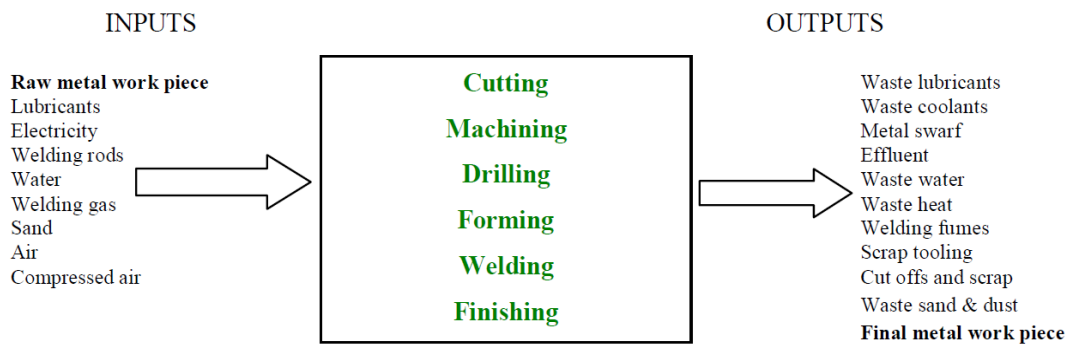 INPUTS
OUTPUTS
Raw metal work piece
Lubricants
Electricity
Welding rods
Water
Welding gas
Sand
Air
Compressed air
Cutting
Machining
Drilling
Forming
Welding
Finishing
Waste lubricants
Waste coolants
Metal swarf
Effluent
Waste water
Waste heat
Welding fumes
Scrap tooling
Cut offs and scrap
Waste sand & dust
Final metal work piece